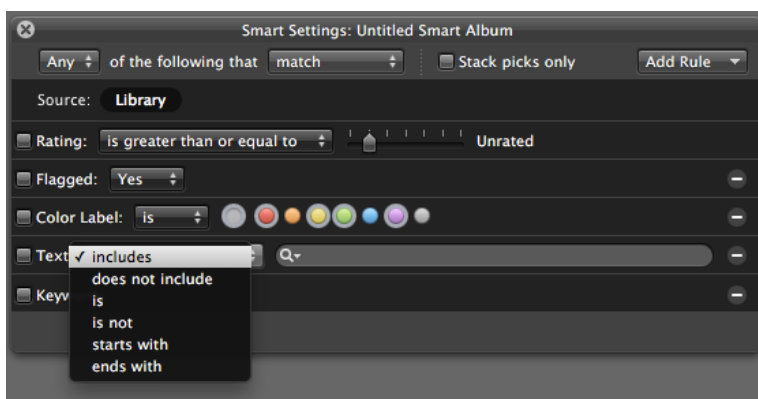 Smart Settings: Untitled Smart Album
Any of the following that match Stack picks only Add Rule
Source: Library
Rating: is greater than or equal to Unrated
Flagged: Yes
Color Label: is
Text ✓ includes
does not include
Keyw
is
is not
starts with
ends with